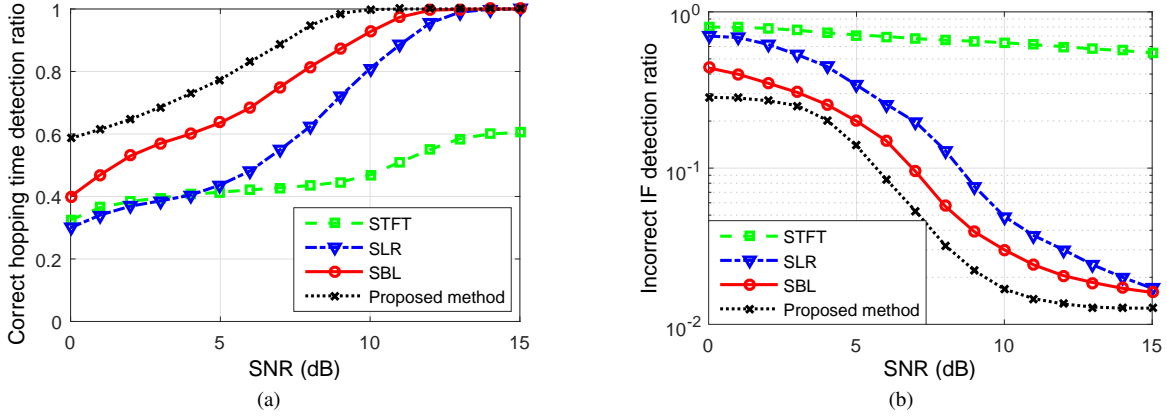 Correct hopping time detection ratio
1
0.8
0.6
0.4
0.2
0
0
5
10
15
SNR (dB)
STFT
SLR
SBL
Proposed method
(a)
Incorrect IF detection ratio
10^0
10^-1
10^-2
0
5
10
15
SNR (dB)
STFT
SLR
SBL
Proposed method
(b)